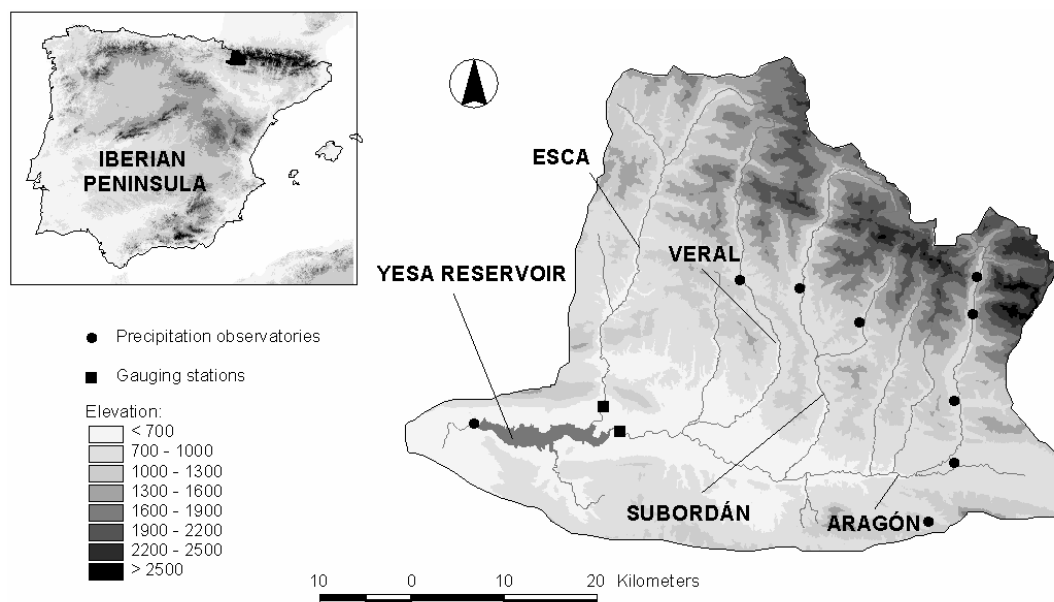 IBERIAN
PENINSULA
ESCA
VERAL
YESA RESERVOIR
Precipitation observatories
Gauging stations
Elevation:
< 700
700 - 1000
1000 - 1300
1300 - 1600
1600 - 1900
1900 - 2200
2200 - 2500
> 2500
SUBORDÁN
ARAGÓN
10 0 10 20 Kilometers